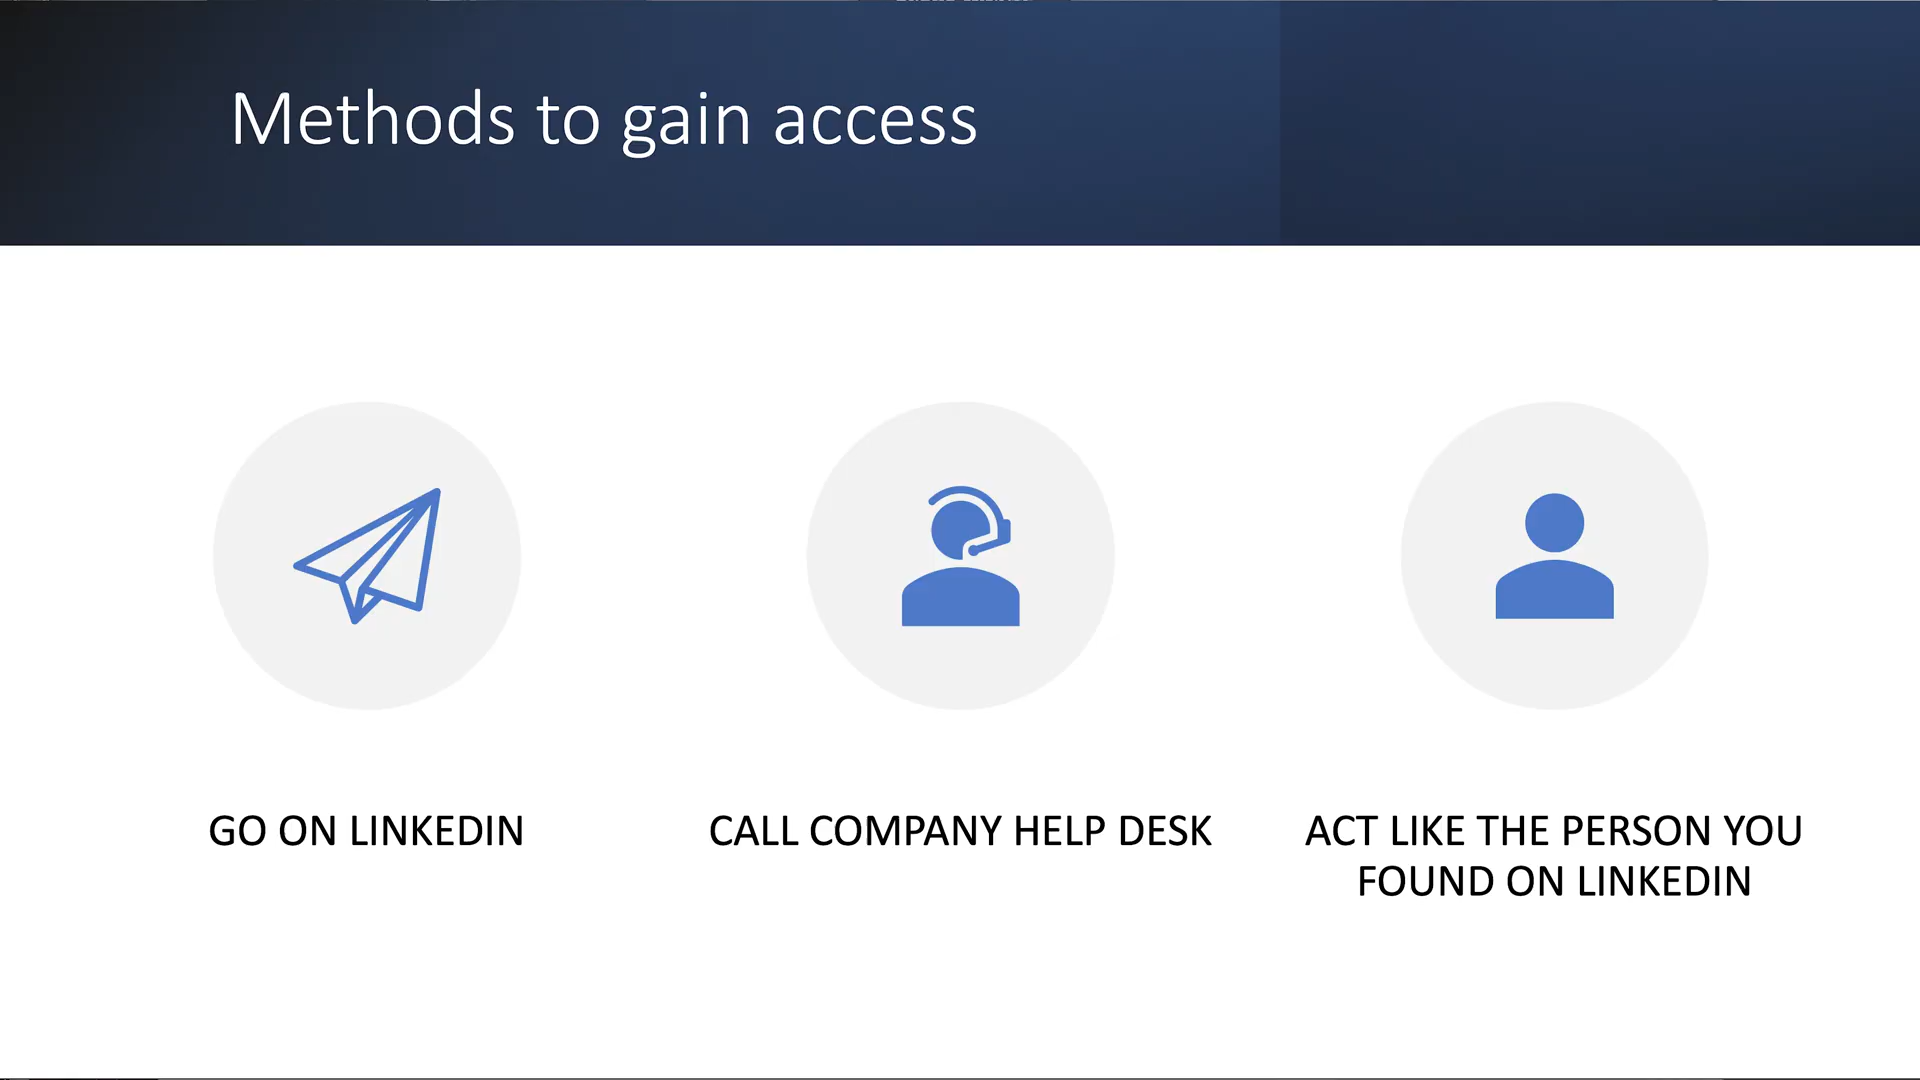 Methods to gain access
GO ON LINKEDIN
CALL COMPANY HELP DESK
ACT LIKE THE PERSON YOU
FOUND ON LINKEDIN